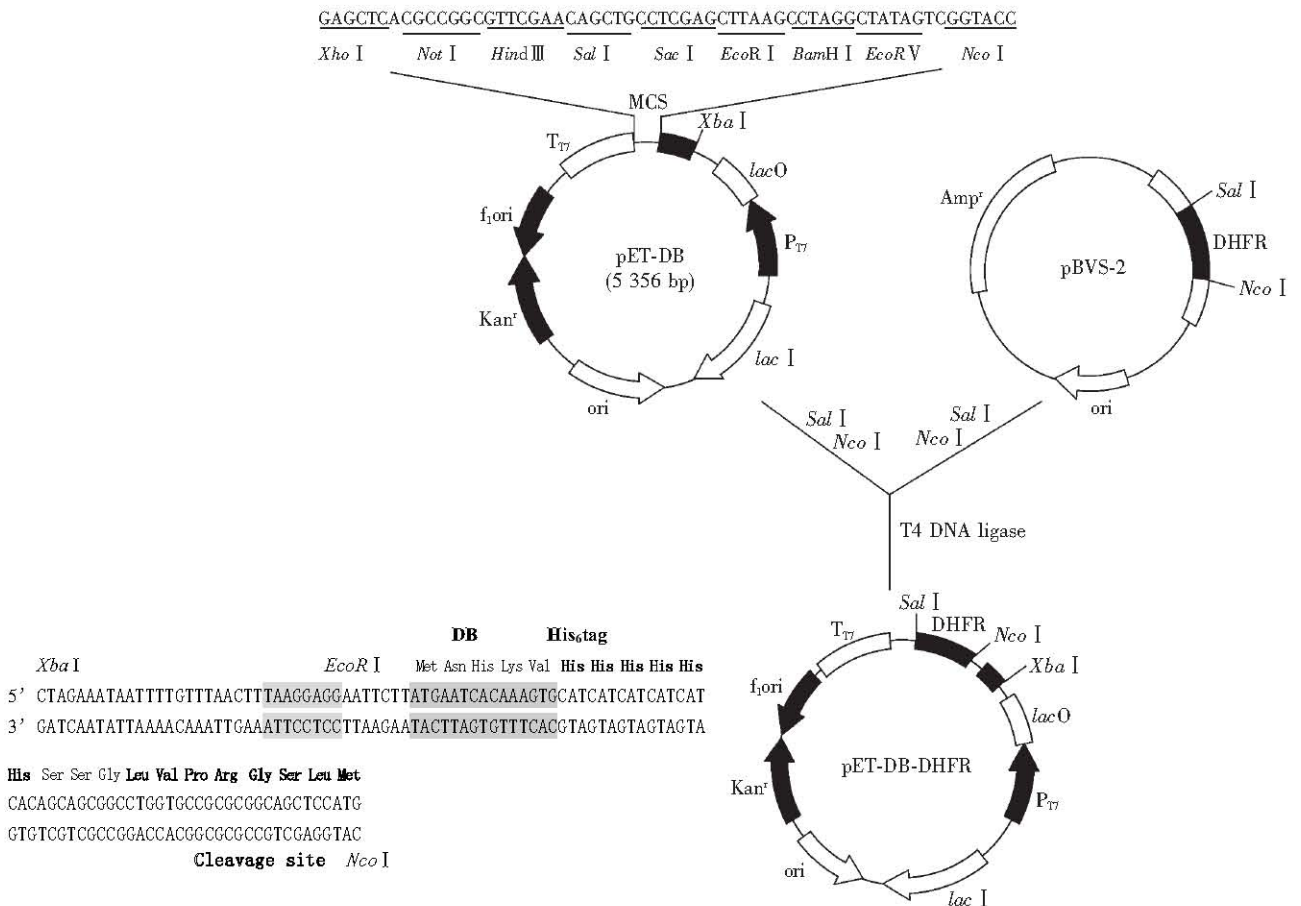 GAGCTCACGCCGGCGTTCGAACAGCTGCCTCGAGCTTAAGCCTAGGCTATAGTCGGTACC
Xho I Not I Hind III Sal I Sac I EcoR I BamH I EcoR V Nco I
MCS
Xba I
T_T7
lacO
f₁ori
P_T7
pET-DB
(5 356 bp)
Kanʳ
lac I
ori
Ampʳ
Sal I
DHFR
pBVS-2
Nco I
ori
Sal I
Nco I
Sal I
Nco I
T4 DNA ligase
Sal I
DHFR
Nco I
T_T7
Xba I
f₁ori
lacO
pET-DB-DHFR
Kanʳ
P_T7
ori
lac I
DB His₆tag
Xba I EcoR I Met Asn His Lys Val His His His His His
5' CTAGAAATAATTTTGTTTAACTTTAAGGAGGAATTCTTATGAATCACAAAGTGCATCATCATCATCAT
3' GATCAATATTAAAACAAATTGAAATTCCTCCTTAAGAATACTTAGTGTTTCACGTAGTAGTAGTAGTA
His Ser Ser Gly Leu Val Pro Arg Gly Ser Leu Met
CACAGCAGCGGCCTGGTGCCGCGCGGCAGCTCCATG
GTGTCGTCGCCGGACCACGGCGCGCCGTCGAGGTAC
Cleavage site Nco I